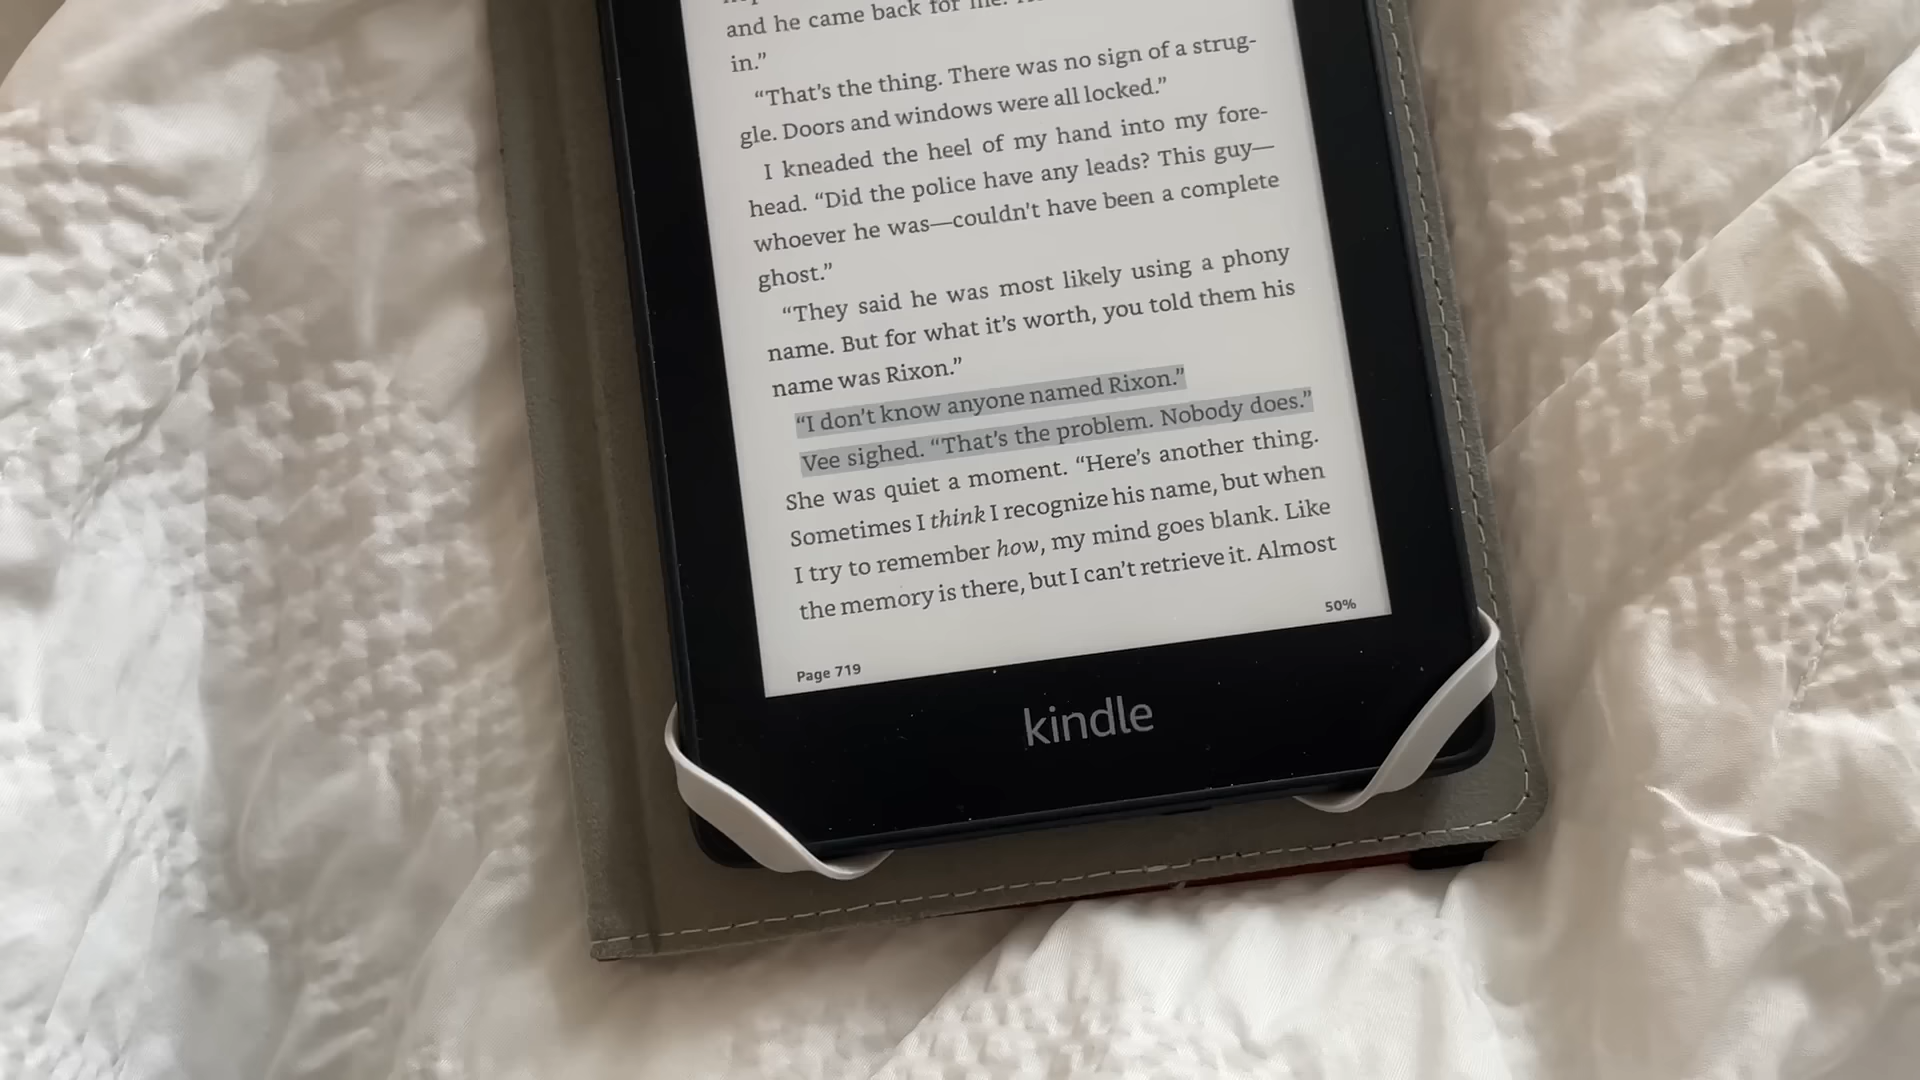 and he came back for me.
in.”
“That’s the thing. There was no sign of a strug-
gle. Doors and windows were all locked.”
I kneaded the heel of my hand into my fore-
head. “Did the police have any leads? This guy—
whoever he was—couldn’t have been a complete
ghost.”
“They said he was most likely using a phony
name. But for what it’s worth, you told them his
name was Rixon.”
“I don’t know anyone named Rixon.”
Vee sighed. “That’s the problem. Nobody does.”
She was quiet a moment. “Here’s another thing.
Sometimes I think I recognize his name, but when
I try to remember how, my mind goes blank. Like
the memory is there, but I can’t retrieve it. Almost
50%
Page 719
kindle